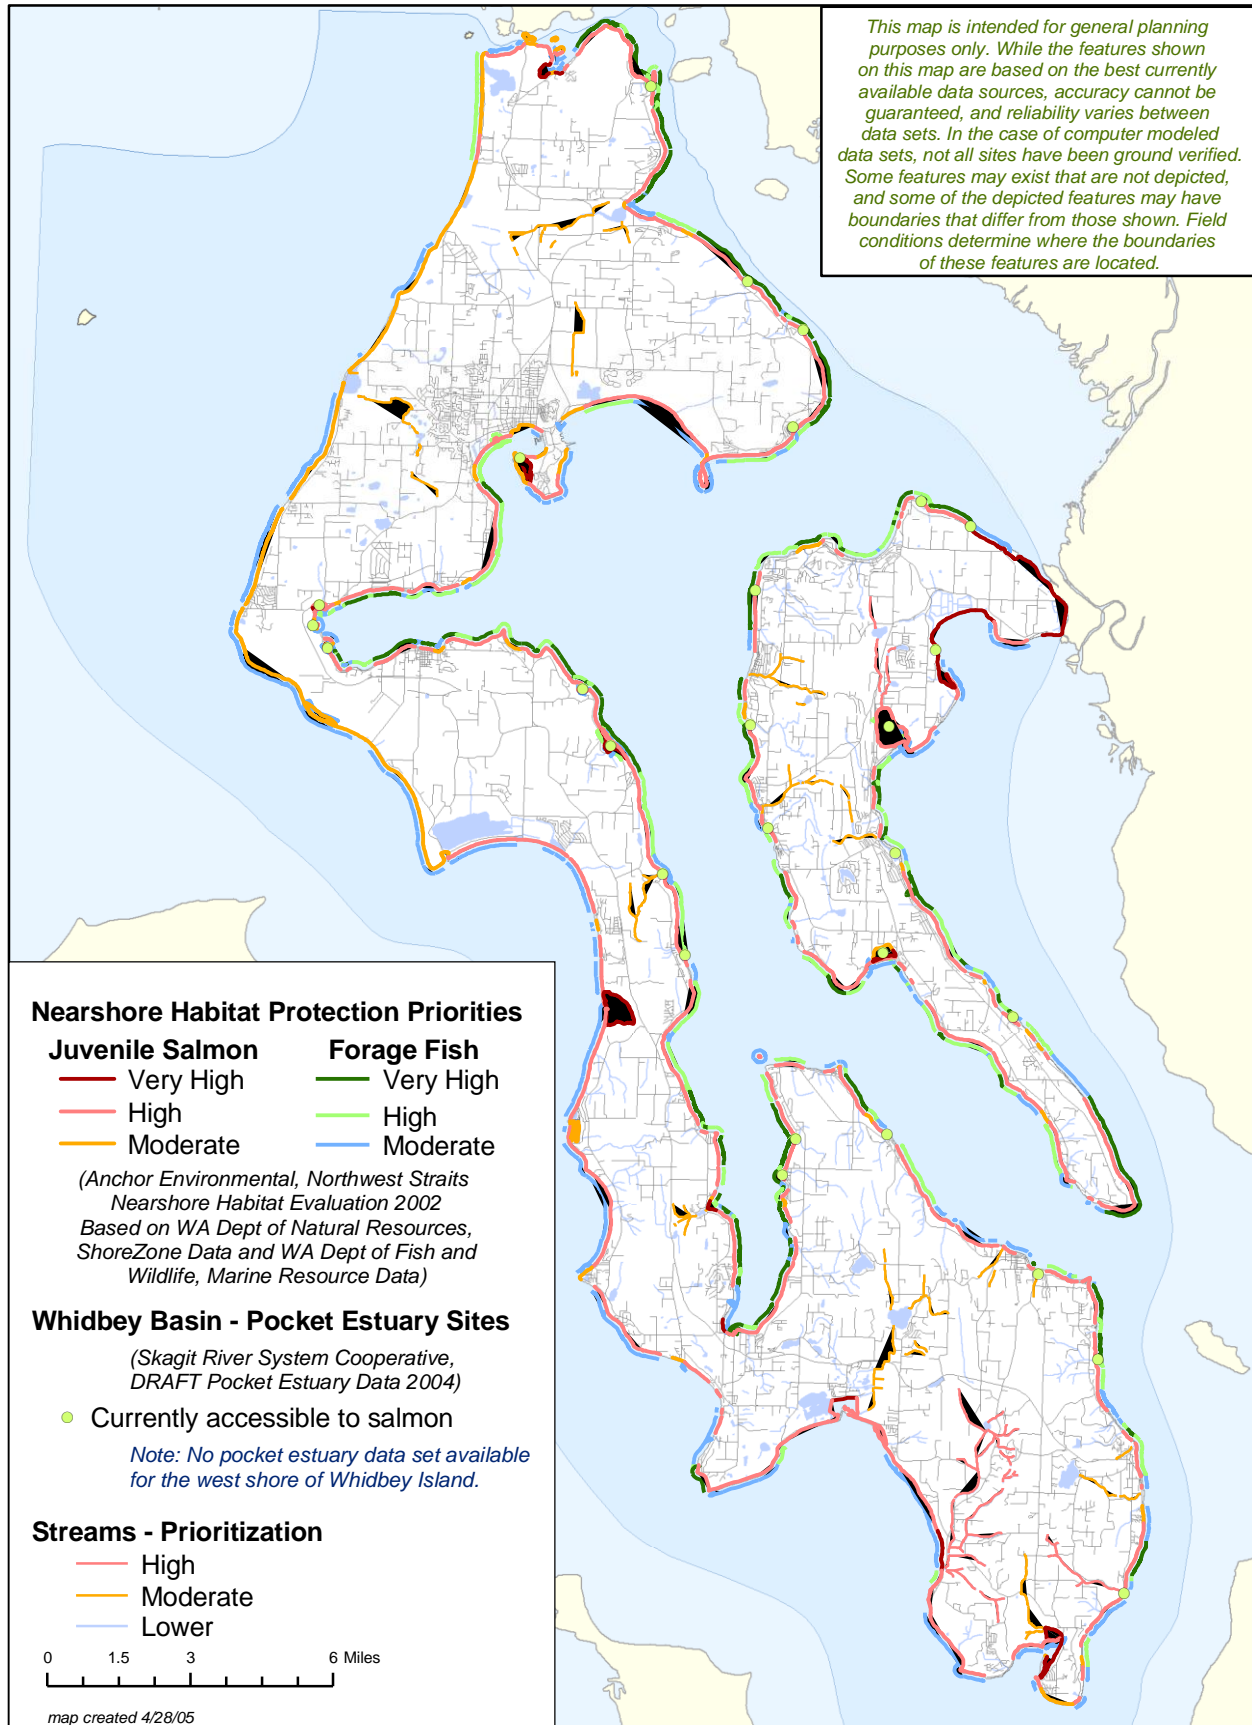 This map is intended for general planning
purposes only. While the features shown
on this map are based on the best currently
available data sources, accuracy cannot be
guaranteed, and reliability varies between
data sets. In the case of computer modeled
data sets, not all sites have been ground verified.
Some features may exist that are not depicted,
and some of the depicted features may have
boundaries that differ from those shown. Field
conditions determine where the boundaries
of these features are located.
Nearshore Habitat Protection Priorities
Juvenile Salmon Forage Fish
Very High Very High
High High
Moderate Moderate
(Anchor Environmental, Northwest Straits
Nearshore Habitat Evaluation 2002
Based on WA Dept of Natural Resources,
ShoreZone Data and WA Dept of Fish and
Wildlife, Marine Resource Data)
Whidbey Basin - Pocket Estuary Sites
(Skagit River System Cooperative,
DRAFT Pocket Estuary Data 2004)
Currently accessible to salmon
Note: No pocket estuary data set available
for the west shore of Whidbey Island.
Streams - Prioritization
High
Moderate
Lower
0 1.5 3 6 Miles
map created 4/28/05